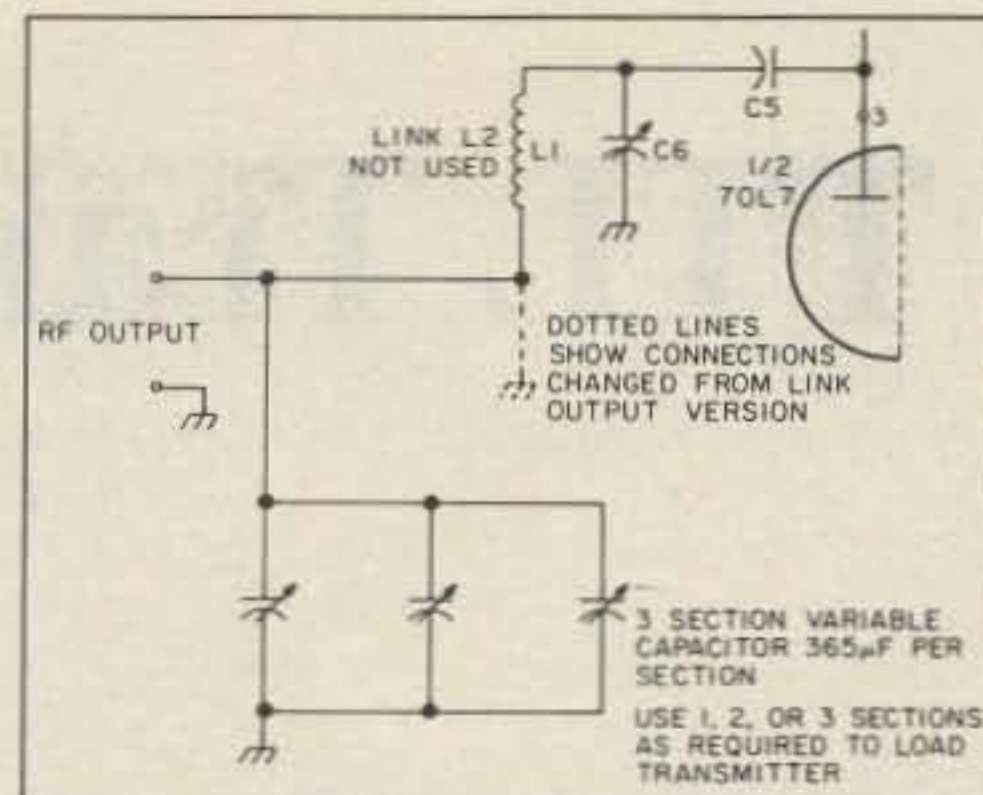 C5
LINK L2
NOT USED
L1
C6
3
1/2
70L7
RF OUTPUT
DOTTED LINES
SHOW CONNECTIONS
CHANGED FROM LINK
OUTPUT VERSION
3 SECTION VARIABLE
CAPACITOR 365µF PER
SECTION
USE 1, 2, OR 3 SECTIONS
AS REQUIRED TO LOAD
TRANSMITTER